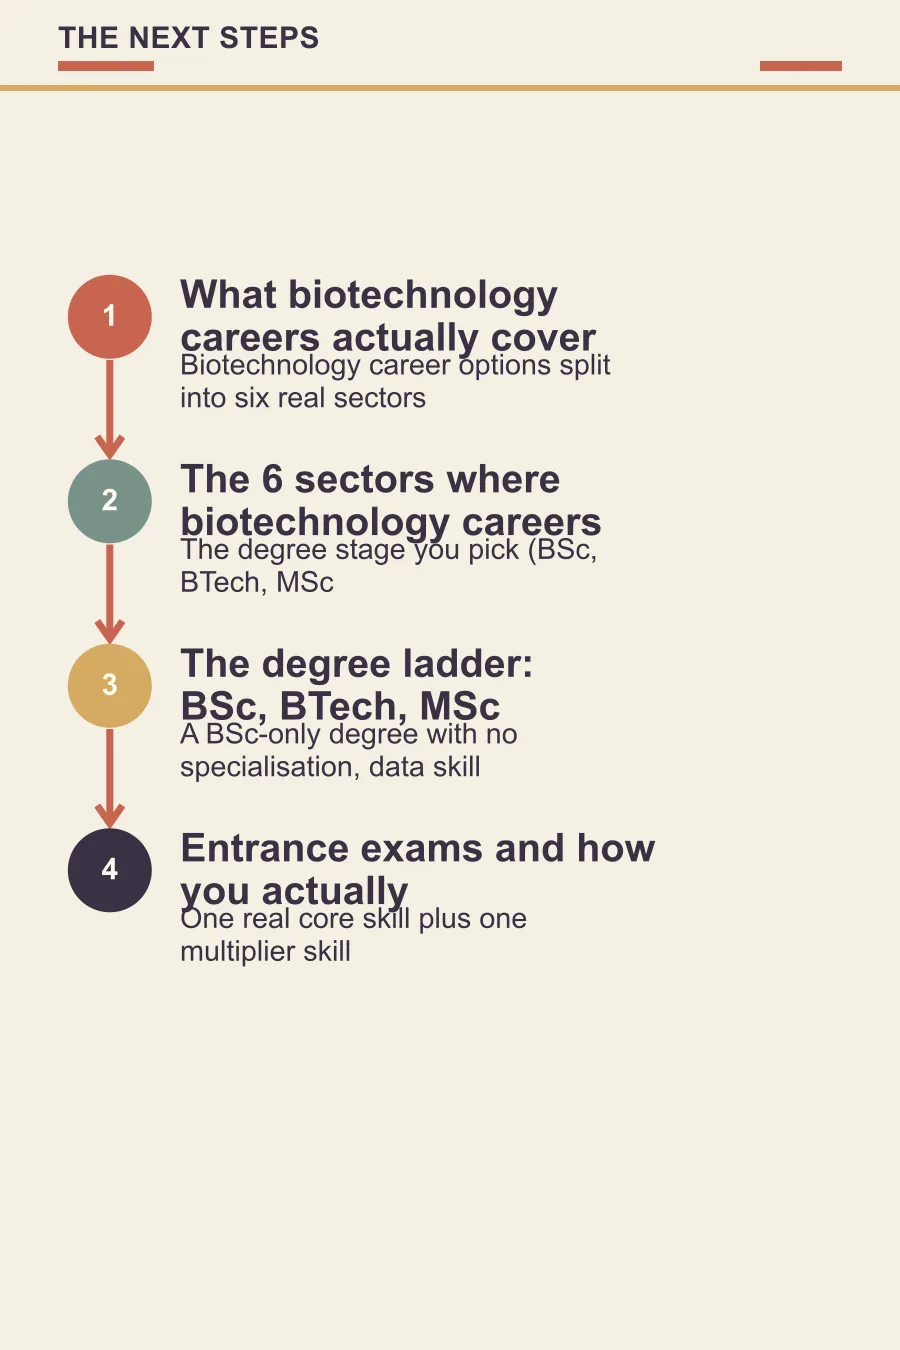 THE NEXT STEPS
1
What biotechnology
careers actually cover
Biotechnology career options split
into six real sectors
2
The 6 sectors where
biotechnology careers
The degree stage you pick (BSc,
BTech, MSc
3
The degree ladder:
BSc, BTech, MSc
A BSc-only degree with no
specialisation, data skill
4
Entrance exams and how
you actually
One real core skill plus one
multiplier skill